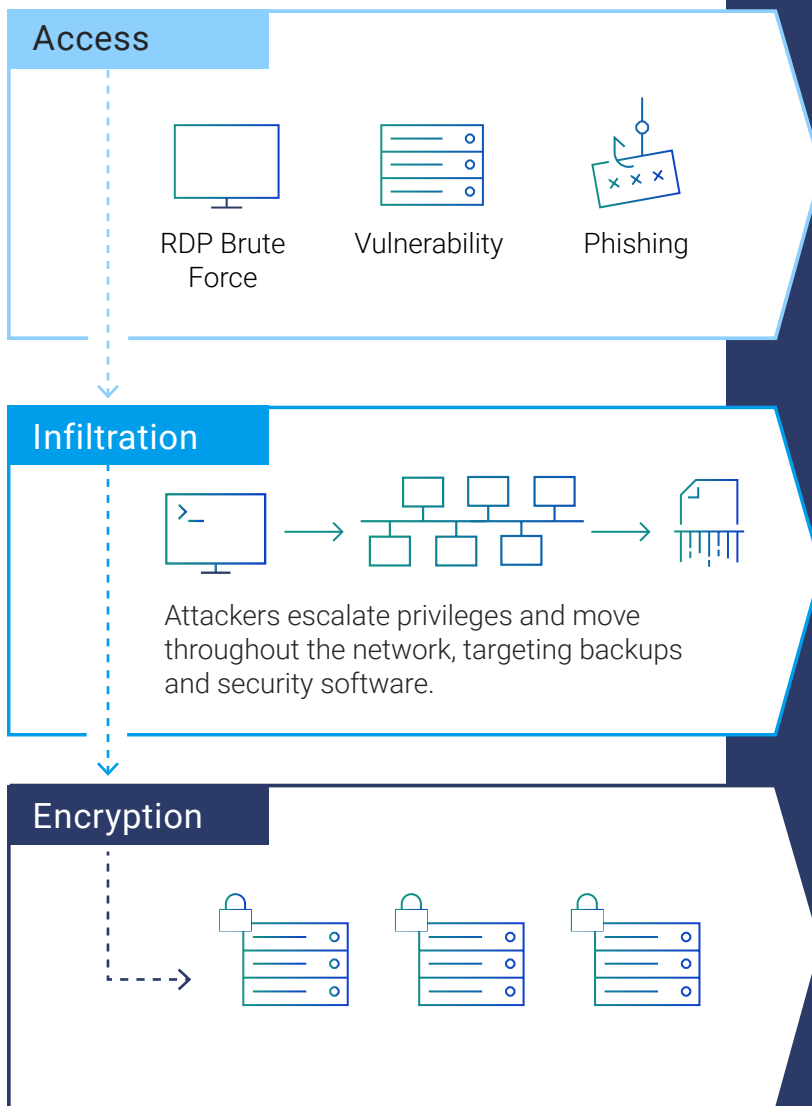 Access
RDP Brute
Force
Vulnerability
Phishing
Infiltration
>_
Attackers escalate privileges and move
throughout the network, targeting backups
and security software.
Encryption